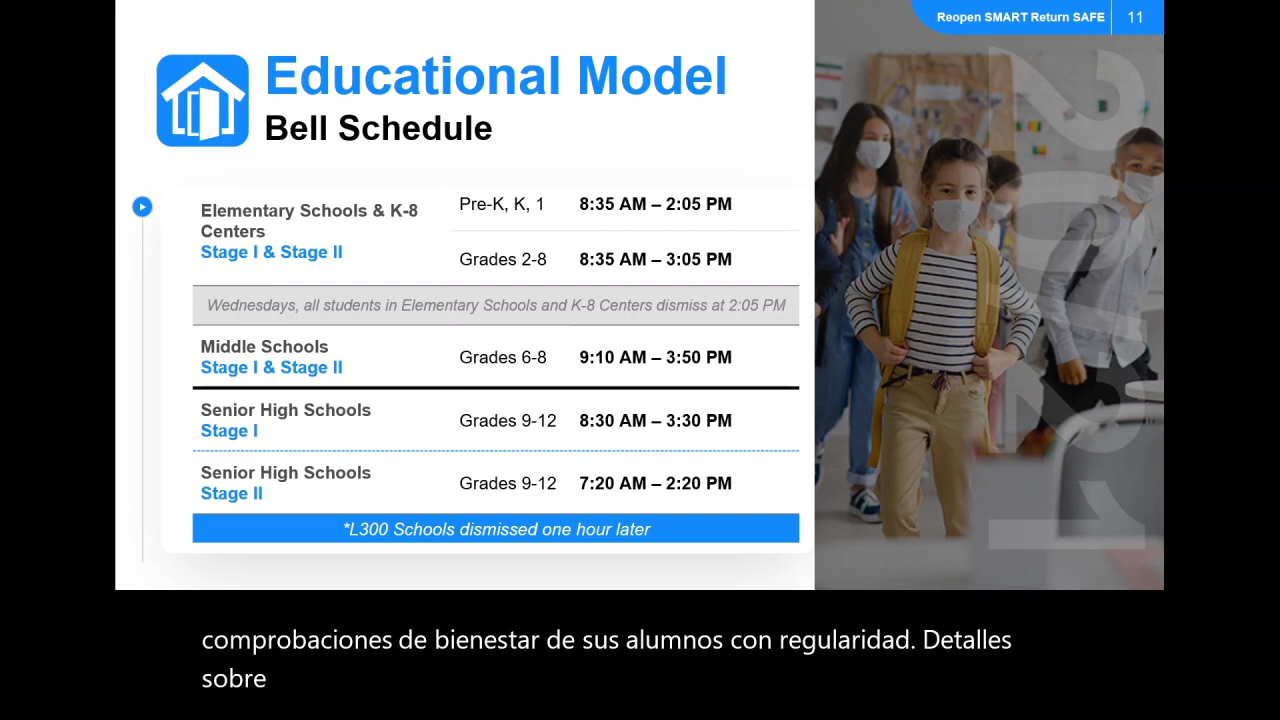 Reopen SMART Return SAFE 11
Educational Model
Bell Schedule
Elementary Schools & K-8
Centers
Stage I & Stage II
Pre-K, K, 1 8:35 AM – 2:05 PM
Grades 2-8 8:35 AM – 3:05 PM
Wednesdays, all students in Elementary Schools and K-8 Centers dismiss at 2:05 PM
Middle Schools
Stage I & Stage II
Grades 6-8 9:10 AM – 3:50 PM
Senior High Schools
Stage I
Grades 9-12 8:30 AM – 3:30 PM
Senior High Schools
Stage II
Grades 9-12 7:20 AM – 2:20 PM
*L300 Schools dismissed one hour later
comprobaciones de bienestar de sus alumnos con regularidad. Detalles
sobre